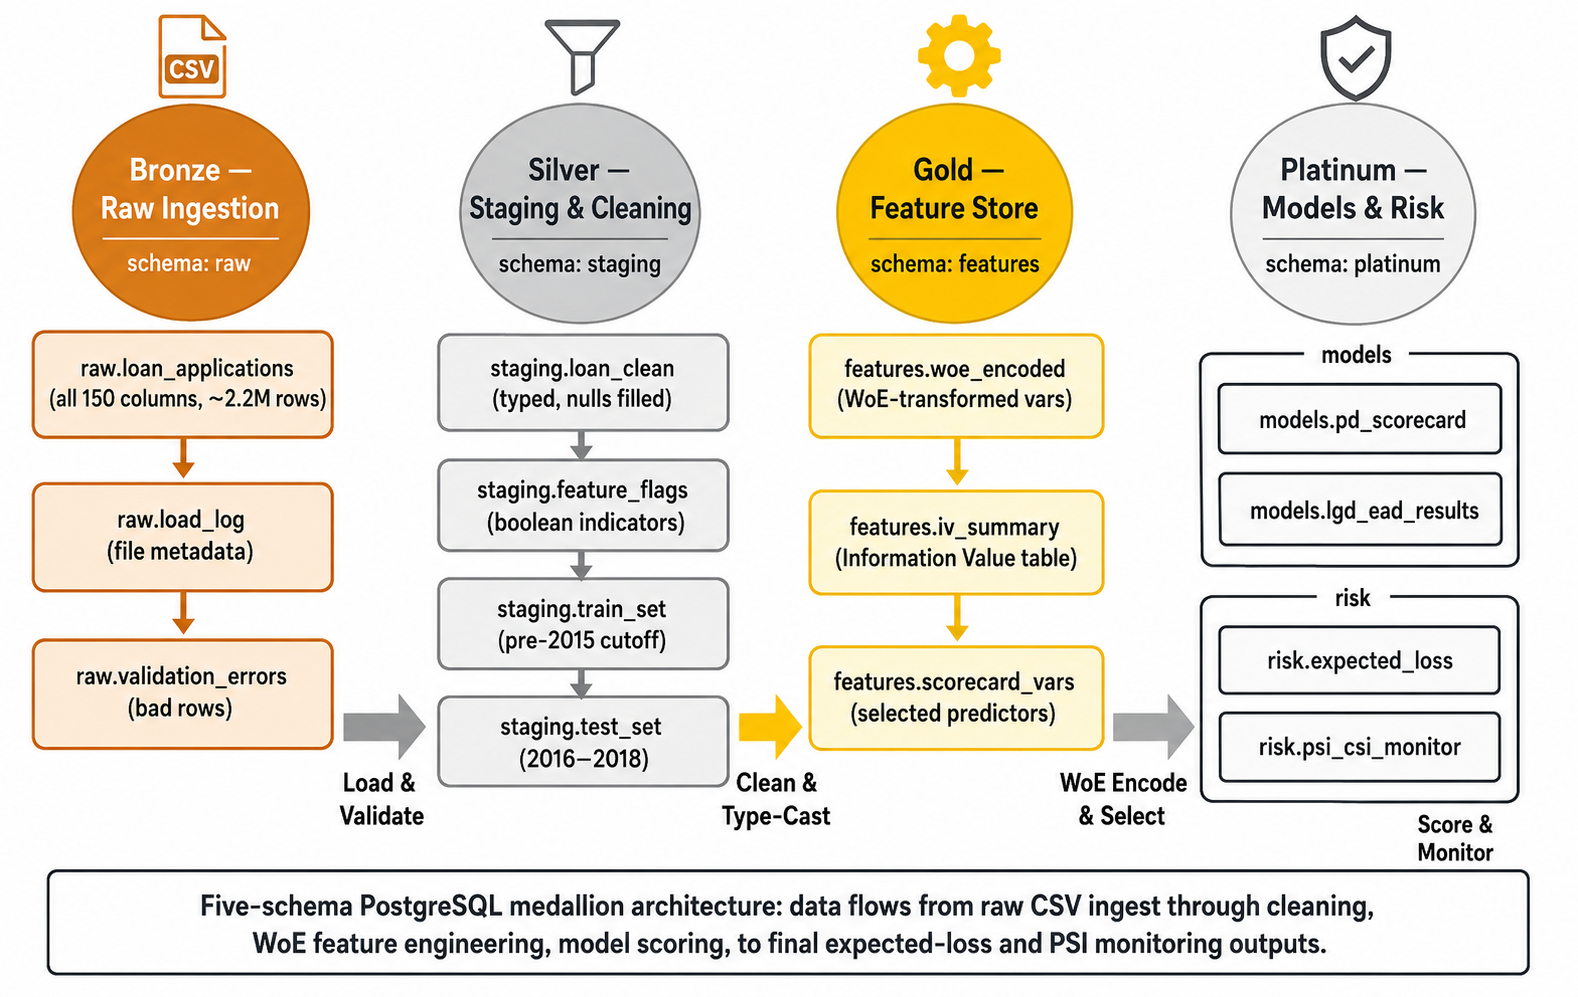 CSV
Bronze —
Raw Ingestion
schema: raw
raw.loan_applications
(all 150 columns, ~2.2M rows)
raw.load_log
(file metadata)
raw.validation_errors
(bad rows)
Load &
Validate
Silver —
Staging & Cleaning
schema: staging
staging.loan_clean
(typed, nulls filled)
staging.feature_flags
(boolean indicators)
staging.train_set
(pre-2015 cutoff)
staging.test_set
(2016–2018)
Clean &
Type-Cast
Gold —
Feature Store
schema: features
features.woe_encoded
(WoE-transformed vars)
features.iv_summary
(Information Value table)
features.scorecard_vars
(selected predictors)
WoE Encode
& Select
Platinum —
Models & Risk
schema: platinum
models
models.pd_scorecard
models.lgd_ead_results
risk
risk.expected_loss
risk.psi_csi_monitor
Score &
Monitor
Five-schema PostgreSQL medallion architecture: data flows from raw CSV ingest through cleaning,
WoE feature engineering, model scoring, to final expected-loss and PSI monitoring outputs.